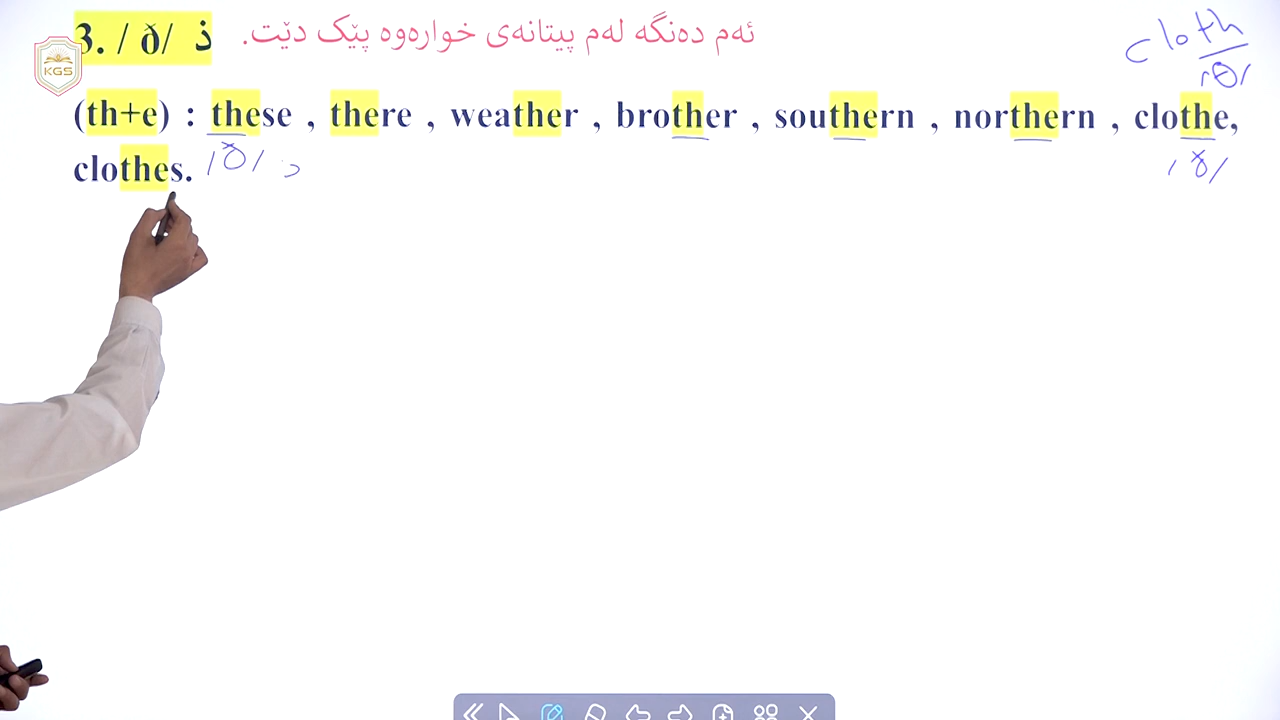 3. / ð/ ذ ئەم دەنگە لەم پیتانەی خوارەوە پێک دێت.
cloth
/θ/
KGS
(th+e) : these , there , weather , brother , southern , northern , clothe,
clothes. /ð/ د
/ð/